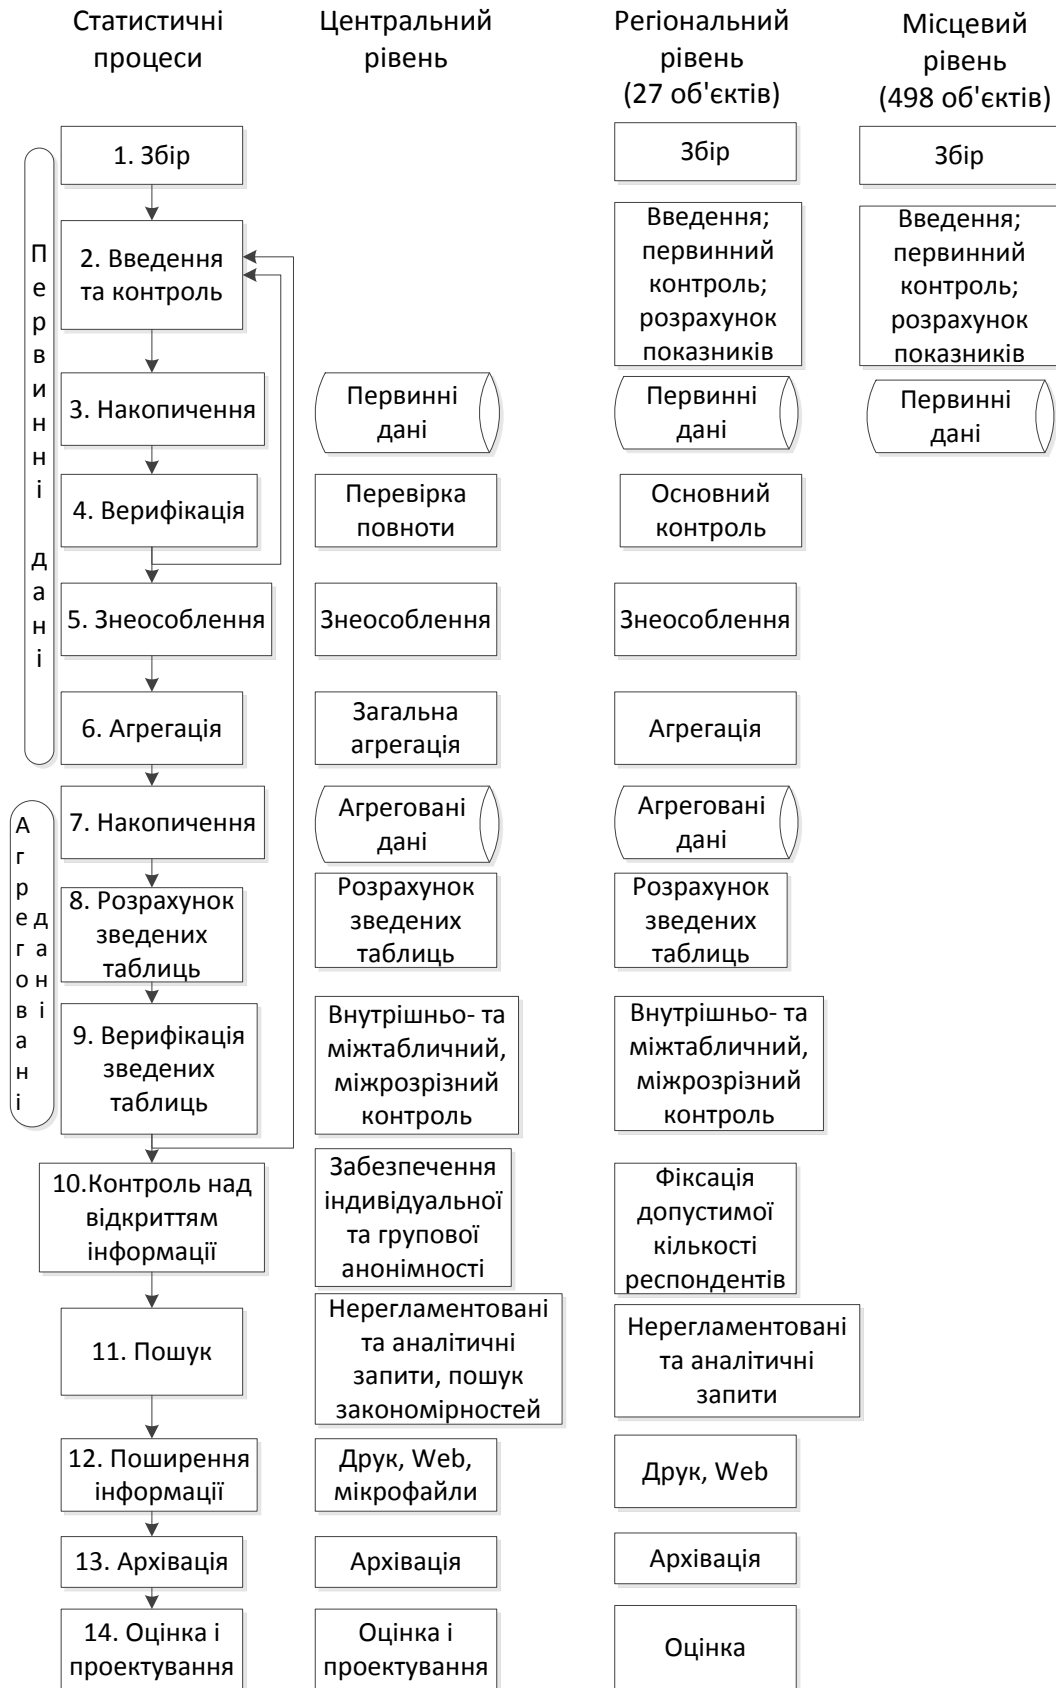 Статистичні
процеси
Центральний
рівень
Регіональний
рівень
(27 об'єктів)
Місцевий
рівень
(498 об'єктів)
Первинні дані
Агреговані
дані
1. Збір
Збір
Збір
2. Введення
та контроль
Введення;
первинний
контроль;
розрахунок
показників
Введення;
первинний
контроль;
розрахунок
показників
3. Накопичення
Первинні
дані
Первинні
дані
Первинні
дані
4. Верифікація
Перевірка
повноти
Основний
контроль
5. Знеособлення
Знеособлення
Знеособлення
6. Агрегація
Загальна
агрегація
Агрегація
7. Накопичення
Агреговані
дані
Агреговані
дані
8. Розрахунок
зведених
таблиць
Розрахунок
зведених
таблиць
Розрахунок
зведених
таблиць
9. Верифікація
зведених
таблиць
Внутрішньо- та
міжтабличний,
міжрозрізний
контроль
Внутрішньо- та
міжтабличний,
міжрозрізний
контроль
10.Контроль над
відкриттям
інформації
Забезпечення
індивідуальної
та групової
анонімності
Фіксація
допустимої
кількості
респондентів
11. Пошук
Нерегламентовані
та аналітичні
запити, пошук
закономірностей
Нерегламентовані
та аналітичні
запити
12. Поширення
інформації
Друк, Web,
мікрофайли
Друк, Web
13. Архівація
Архівація
Архівація
14. Оцінка і
проектування
Оцінка і
проектування
Оцінка